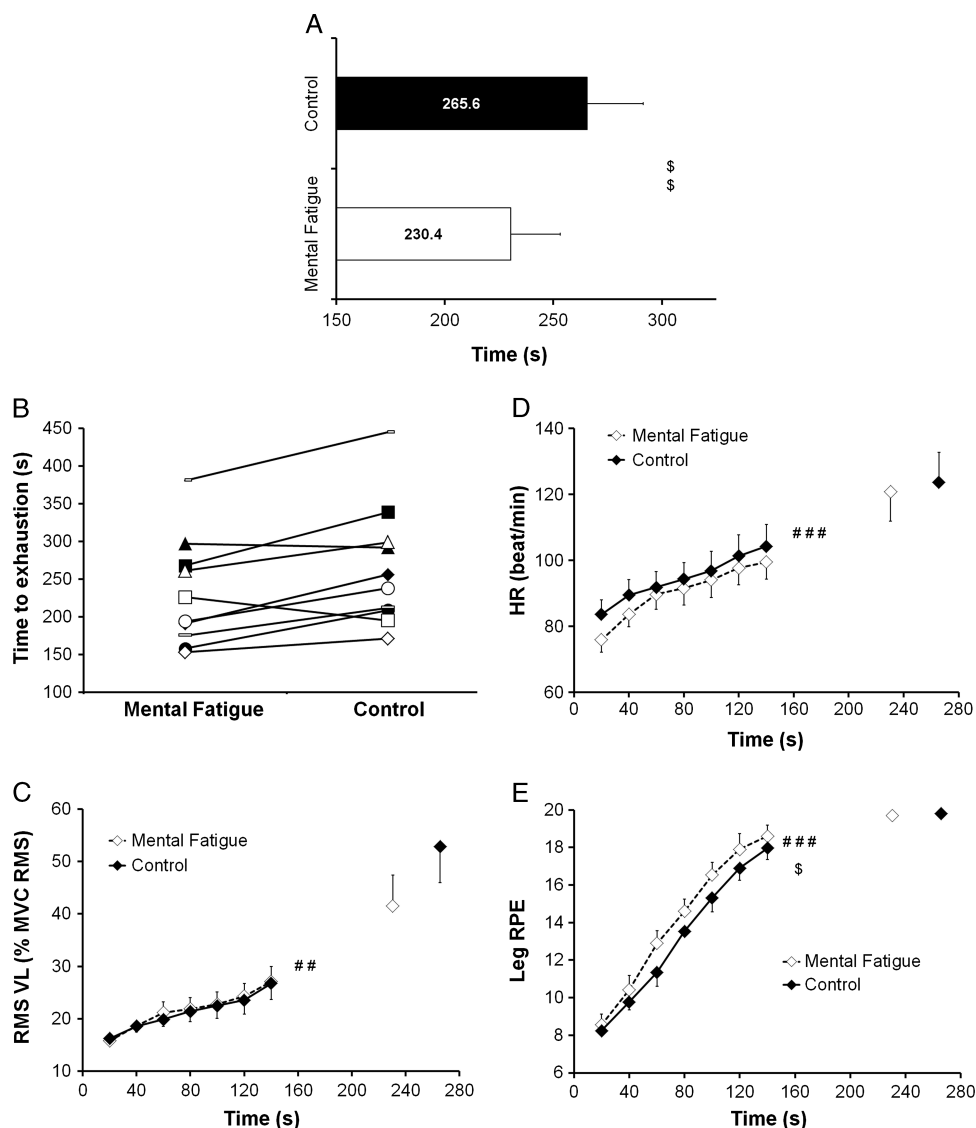 A
Control
265.6
$
$
Mental Fatigue
230.4
150
200
250
300
Time (s)
B
Time to exhaustion (s)
450
400
350
300
250
200
150
100
Mental Fatigue
Control
D
HR (beat/min)
140
120
100
80
60
Mental Fatigue
Control
# # #
0 40 80 120 160 200 240 280
Time (s)
C
RMS VL (% MVC RMS)
60
50
40
30
20
10
Mental Fatigue
Control
# #
0 40 80 120 160 200 240 280
Time (s)
E
Leg RPE
20
18
16
14
12
10
8
6
# # #
$
Mental Fatigue
Control
0 40 80 120 160 200 240 280
Time (s)